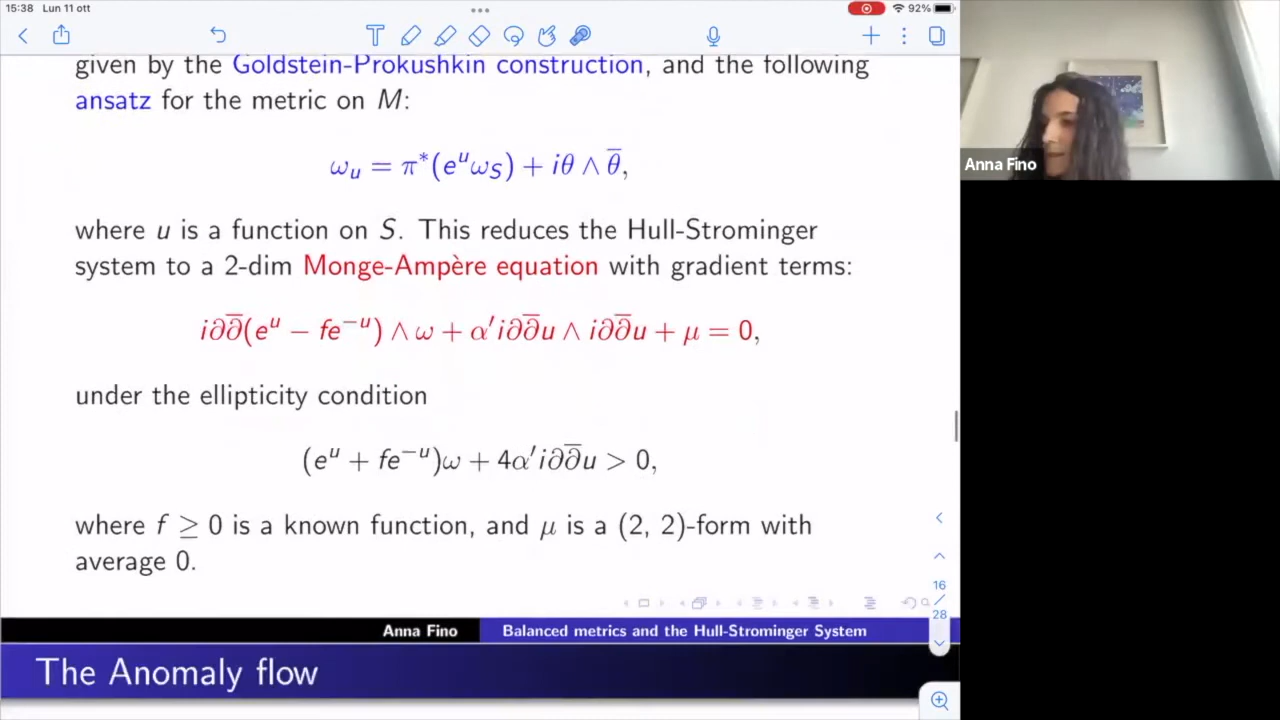 15:38 Lun 11 ott
92%
given by the Goldstein-Prokushkin construction, and the following
ansatz for the metric on M:
ω_u = π*(e^u ω_S) + iθ ∧ θ̅,
where u is a function on S. This reduces the Hull-Strominger
system to a 2-dim Monge-Ampère equation with gradient terms:
i∂∂̅(e^u − fe^{−u}) ∧ ω + α′i∂∂̅u ∧ i∂∂̅u + μ = 0,
under the ellipticity condition
(e^u + fe^{−u})ω + 4α′i∂∂̅u > 0,
where f ≥ 0 is a known function, and μ is a (2, 2)-form with
average 0.
16
/
28
Anna Fino
Balanced metrics and the Hull-Strominger System
The Anomaly flow
Anna Fino